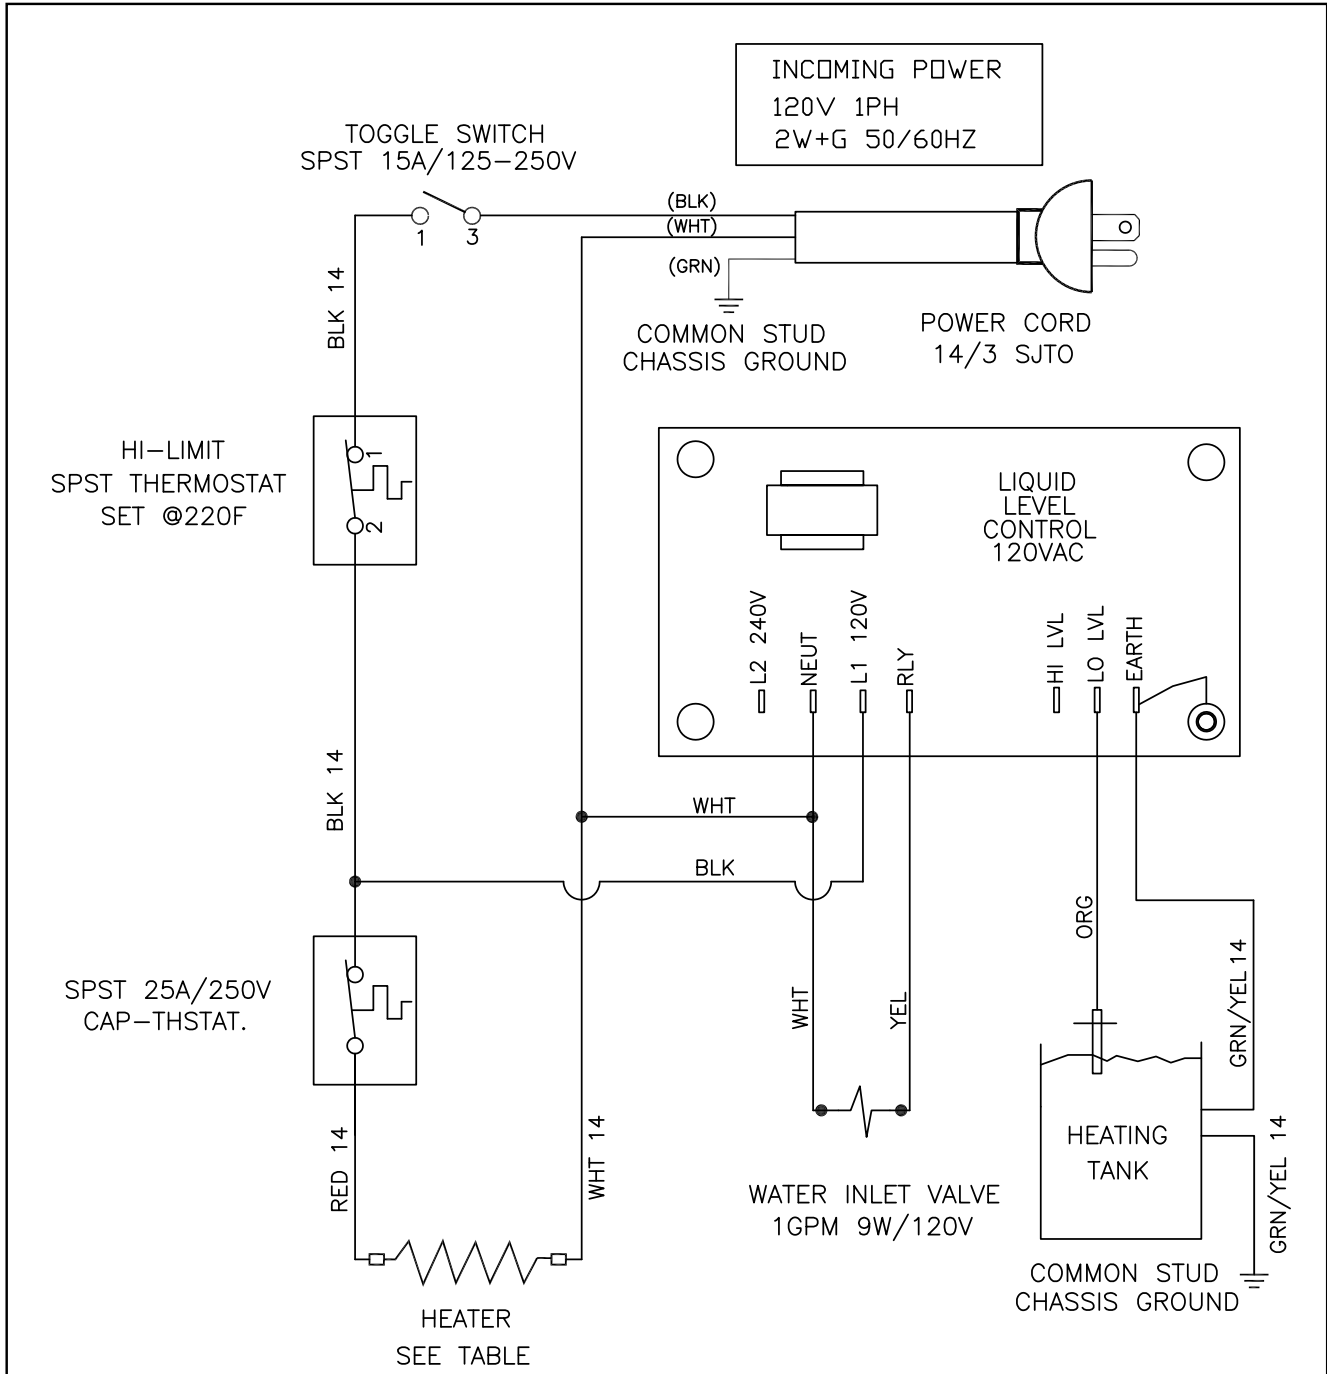 INCOMING POWER
120V 1PH
2W+G 50/60HZ
TOGGLE SWITCH
SPST 15A/125-250V
1
3
(BLK)
(WHT)
(GRN)
COMMON STUD
CHASSIS GROUND
POWER CORD
14/3 SJTO
BLK 14
HI-LIMIT
SPST THERMOSTAT
SET @220F
1
2
LIQUID
LEVEL
CONTROL
120VAC
L2 240V
NEUT
L1 120V
RLY
HI LVL
LO LVL
EARTH
BLK 14
WHT
BLK
ORG
GRN/YEL 14
SPST 25A/250V
CAP-THSTAT.
WHT
YEL
RED 14
WHT 14
HEATING
TANK
GRN/YEL 14
WATER INLET VALVE
1GPM 9W/120V
COMMON STUD
CHASSIS GROUND
HEATER
SEE TABLE